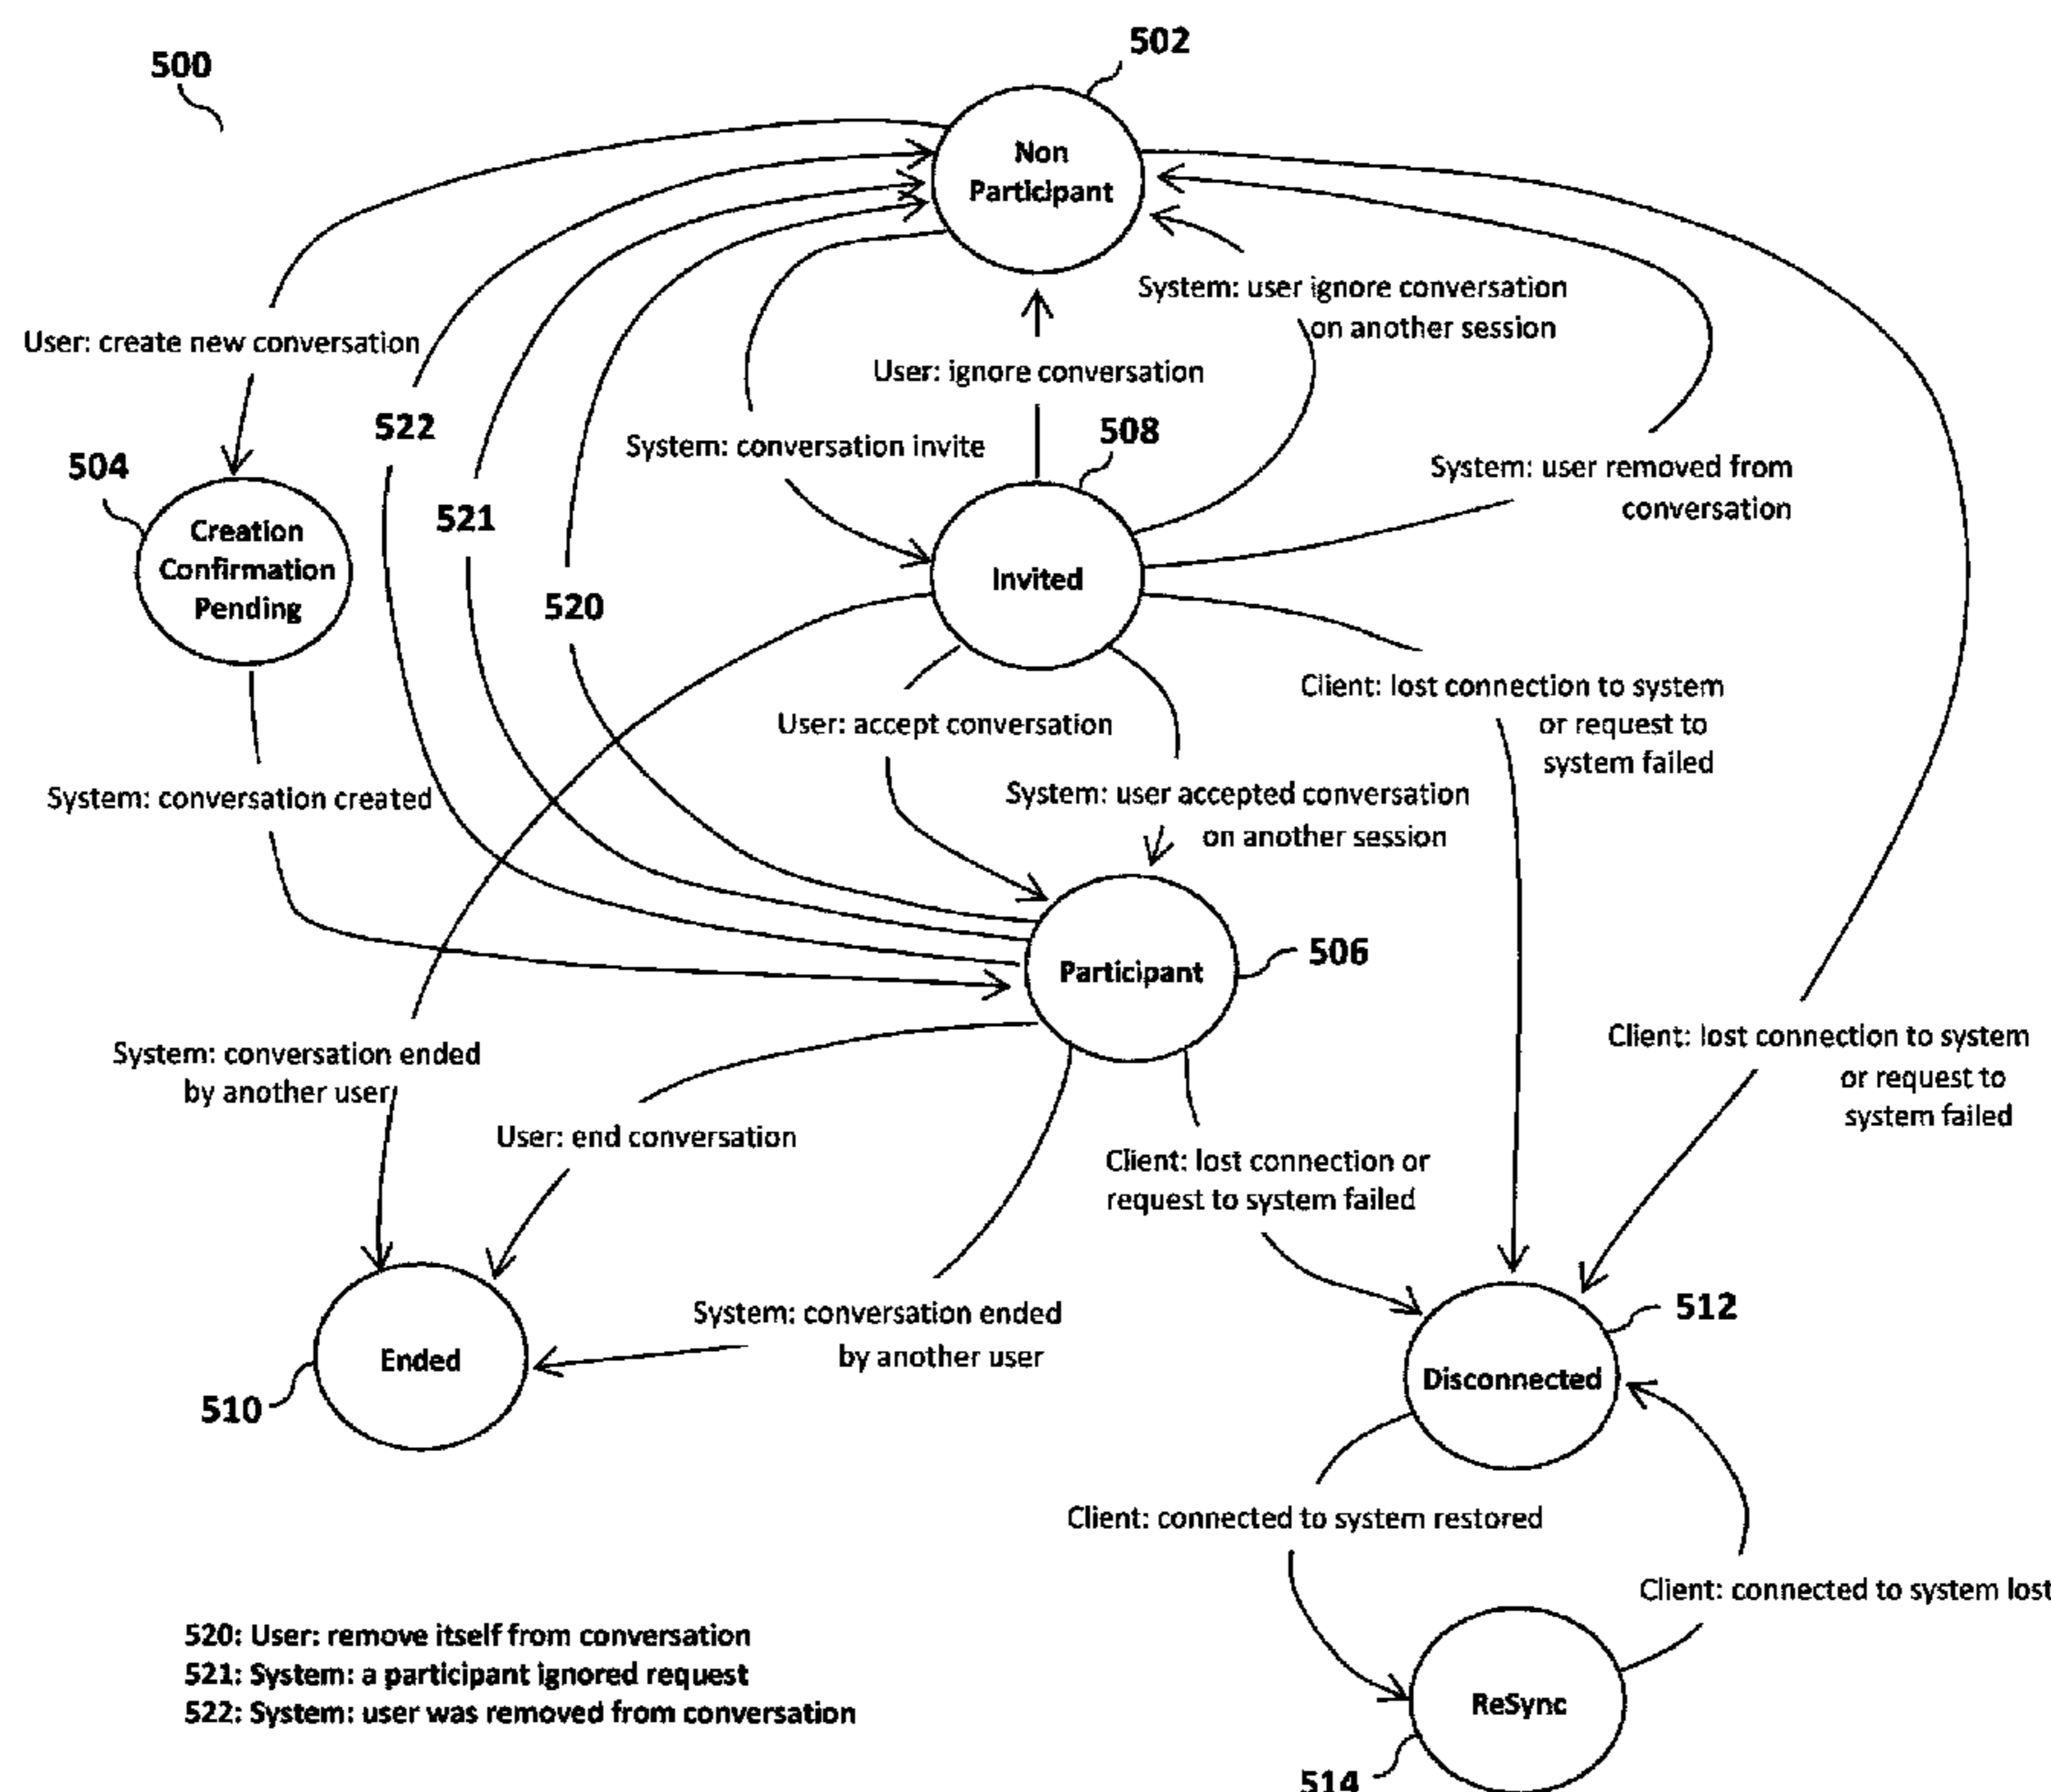 500
502
Non
Participant
System: user ignore conversation
on another session
User: create new conversation
User: ignore conversation
522
508
System: conversation invite
504
System: user removed from
conversation
521
Creation
Confirmation
Pending
Invited
520
Client: lost connection to system
or request to
system failed
User: accept conversation
System: conversation created
System: user accepted conversation
on another session
Participant
506
System: conversation ended
by another user
Client: lost connection to system
or request to
system failed
User: end conversation
Client: lost connection or
request to system failed
System: conversation ended
by another user
512
Ended
510
Disconnected
Client: connected to system restored
Client: connected to system lost
520: User: remove itself from conversation
521: System: a participant ignored request
522: System: user was removed from conversation
ReSync
514